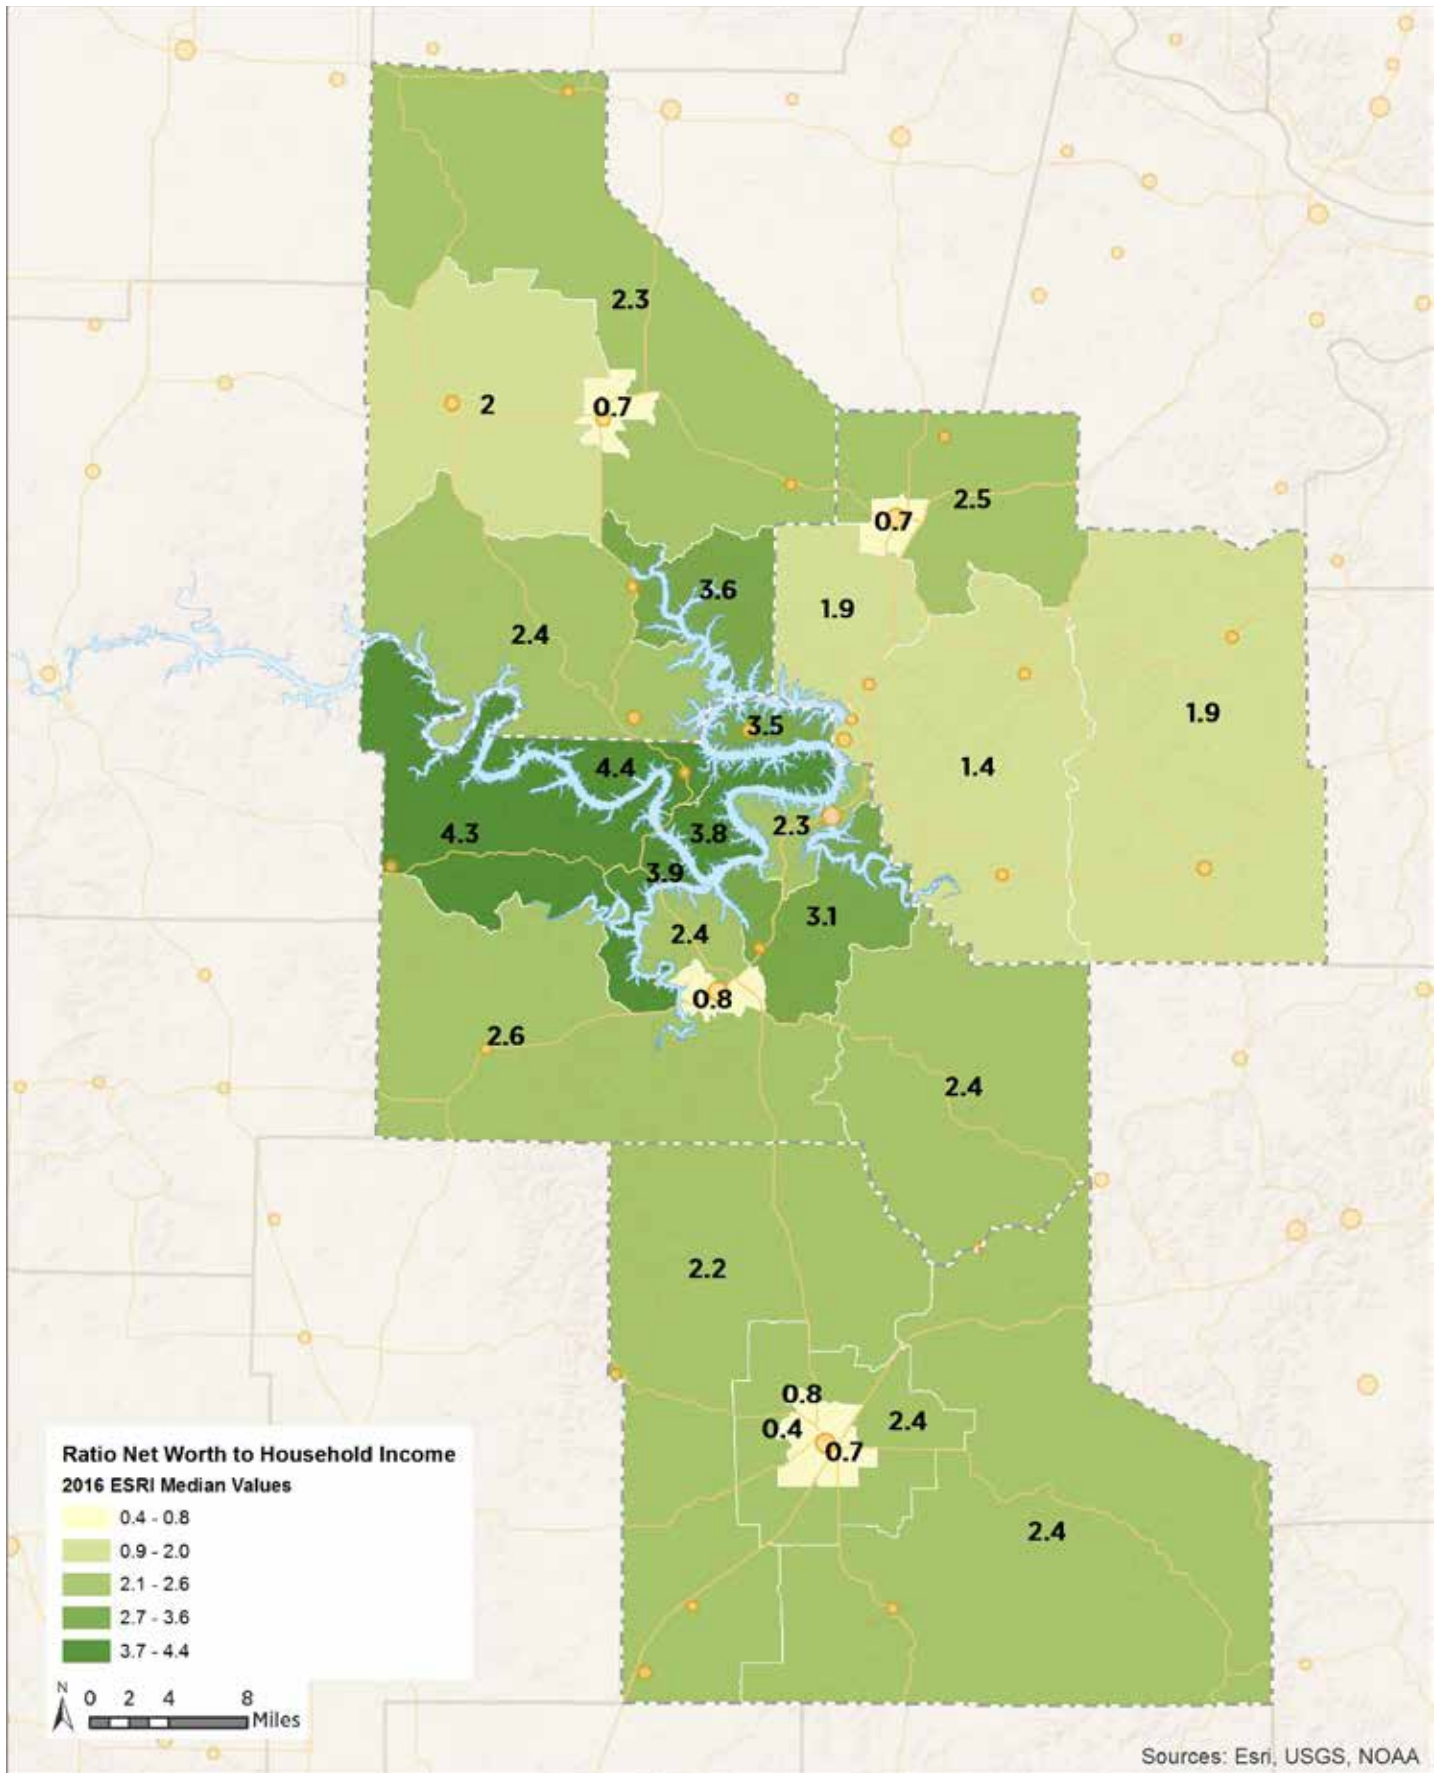 2.3
2
0.7
2.5
0.7
3.6
1.9
2.4
1.9
3.5
4.4
1.4
4.3
3.8
2.3
3.9
3.1
2.4
0.8
2.6
2.4
2.2
0.8
0.4
2.4
0.7
2.4
Ratio Net Worth to Household Income
2016 ESRI Median Values
0.4 - 0.8
0.9 - 2.0
2.1 - 2.6
2.7 - 3.6
3.7 - 4.4
N
0 2 4 8
Miles
Sources: Esri, USGS, NOAA